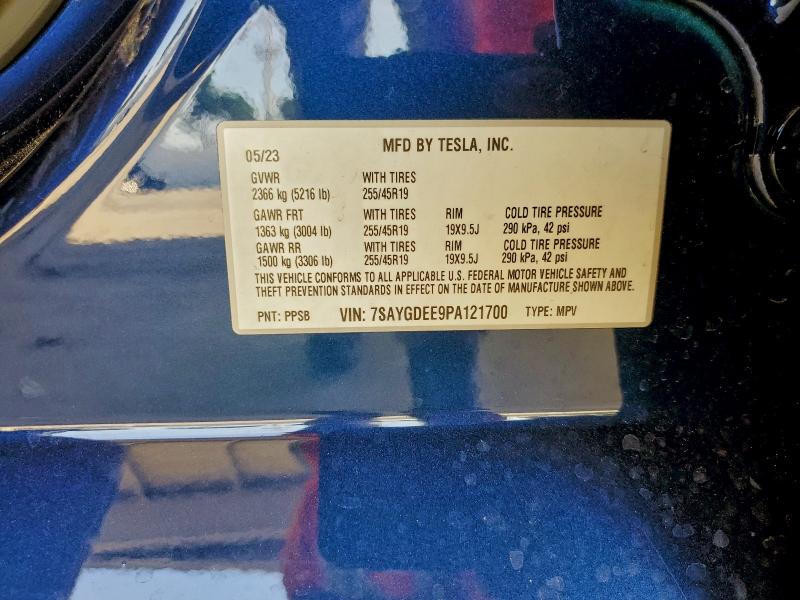 MFD BY TESLA, INC.
05/23
GVWR WITH TIRES
2366 kg (5216 lb) 255/45R19
GAWR FRT WITH TIRES RIM COLD TIRE PRESSURE
1363 kg (3004 lb) 255/45R19 19X9.5J 290 kPa, 42 psi
GAWR RR WITH TIRES RIM COLD TIRE PRESSURE
1500 kg (3306 lb) 255/45R19 19X9.5J 290 kPa, 42 psi
THIS VEHICLE CONFORMS TO ALL APPLICABLE U.S. FEDERAL MOTOR VEHICLE SAFETY AND
THEFT PREVENTION STANDARDS IN EFFECT ON THE DATE OF MANUFACTURE SHOWN ABOVE.
PNT: PPSB VIN: 7SAYGDEE9PA121700 TYPE: MPV